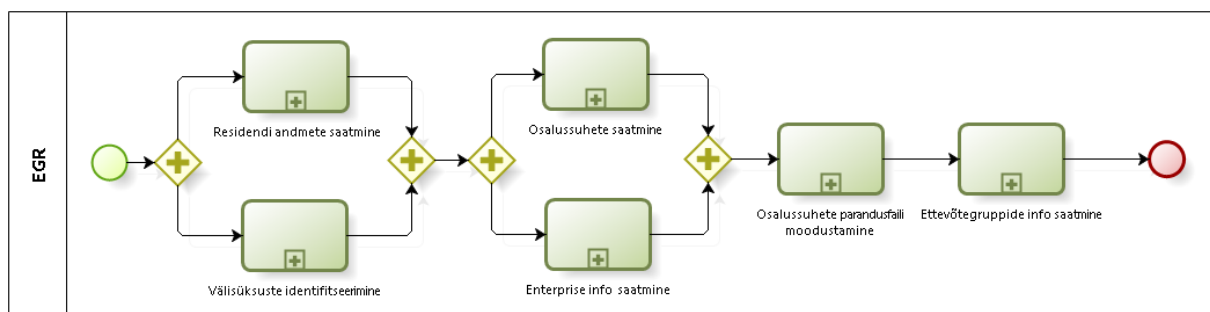 EGR
Residendi andmete saatmine
Välisüksuste identifitseerimine
Osalussuhete saatmine
Enterprise info saatmine
Osalussuhete parandusfaili
moodustamine
Ettevõtegruppide info saatmine